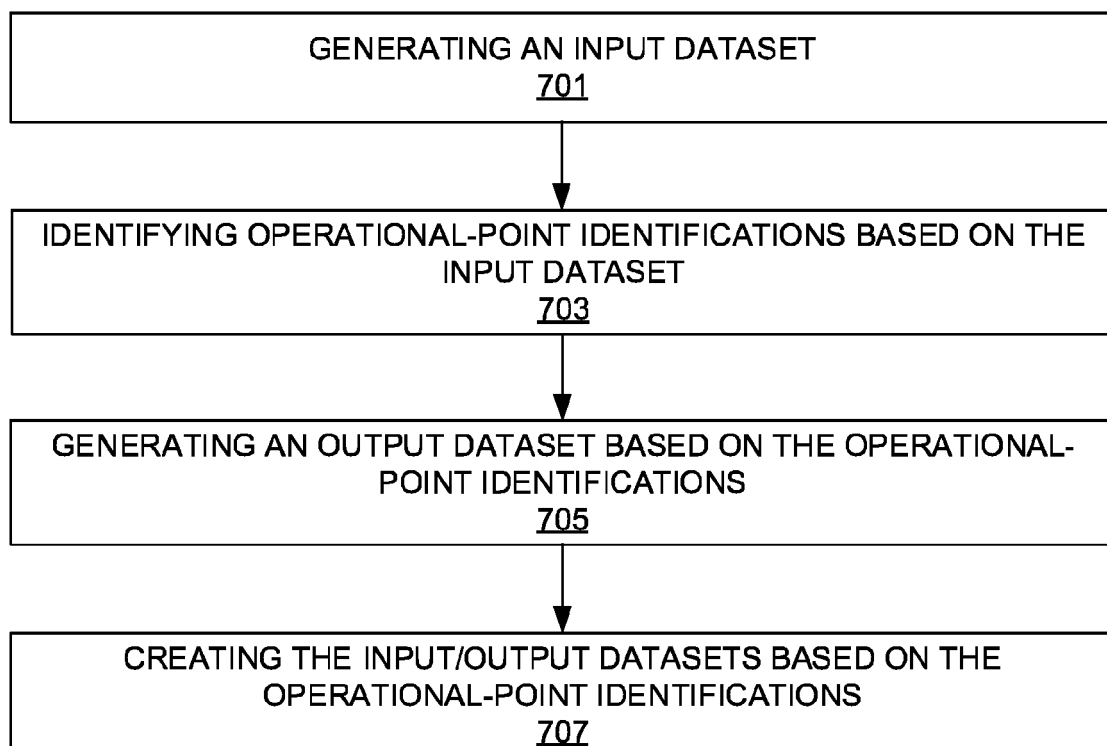 GENERATING AN INPUT DATASET
701
IDENTIFYING OPERATIONAL-POINT IDENTIFICATIONS BASED ON THE
INPUT DATASET
703
GENERATING AN OUTPUT DATASET BASED ON THE OPERATIONAL-
POINT IDENTIFICATIONS
705
CREATING THE INPUT/OUTPUT DATASETS BASED ON THE
OPERATIONAL-POINT IDENTIFICATIONS
707